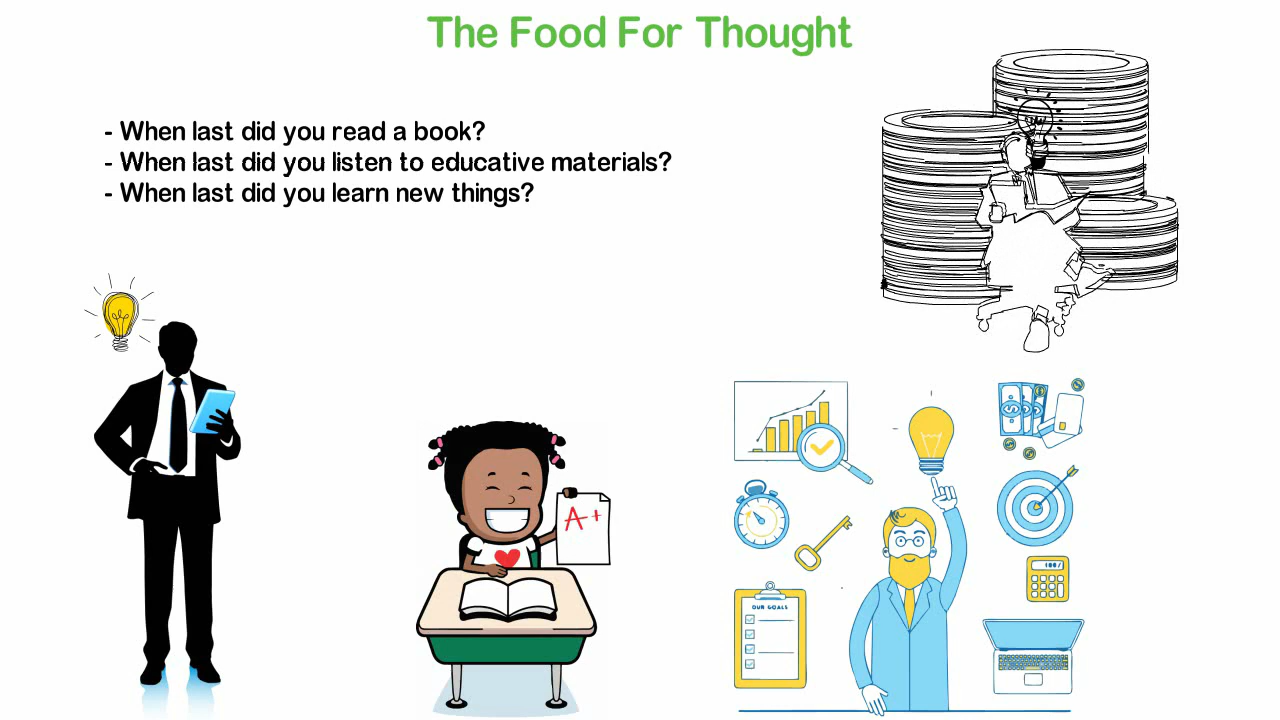 The Food For Thought
- When last did you read a book?
- When last did you listen to educative materials?
- When last did you learn new things?
A+
OUR GOALS